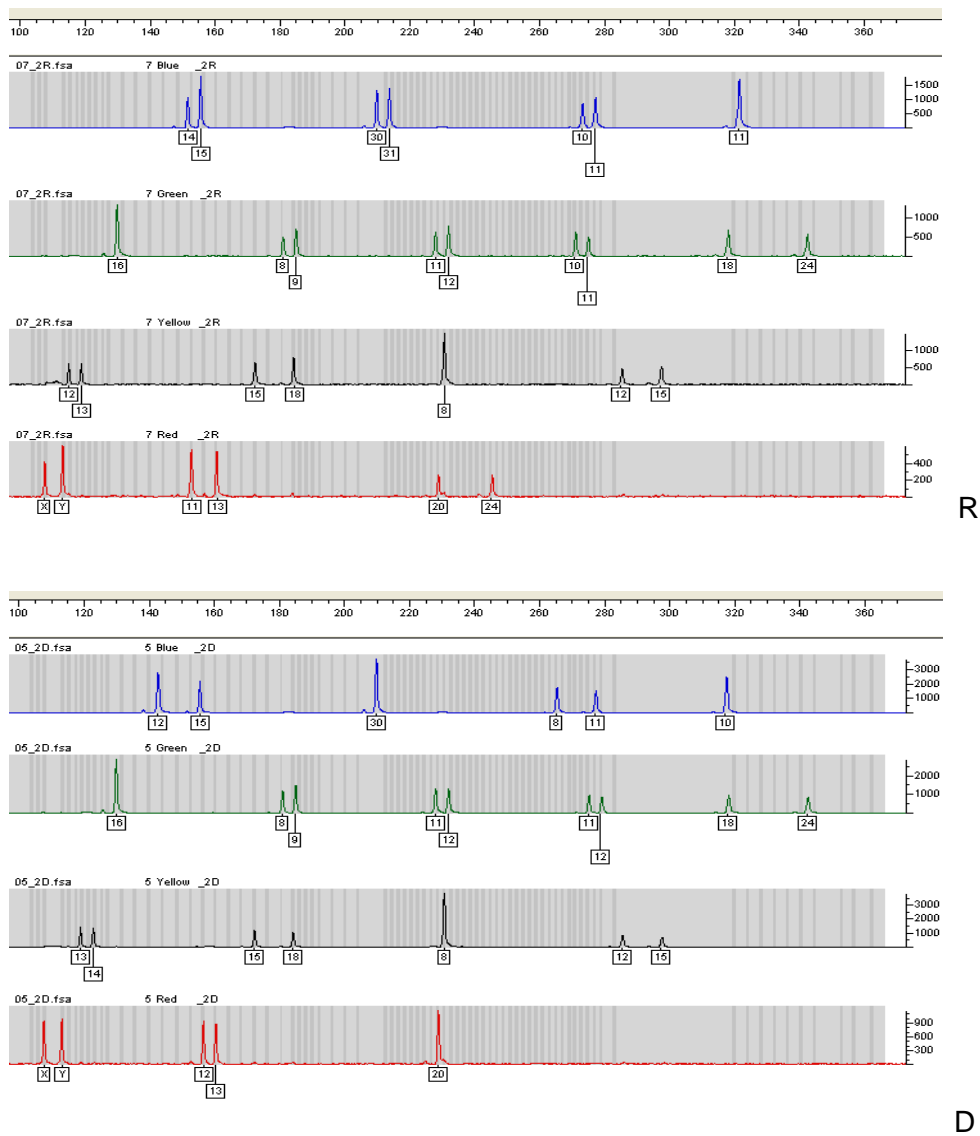 100 120 140 160 180 200 220 240 260 280 300 320 340 360
07_2R.fsa 7 Blue _2R
1500
1000
500
14 30 10 11
15 31 11
07_2R.fsa 7 Green _2R
1000
500
16 8 11 10 18 24
9 12 11
07_2R.fsa 7 Yellow _2R
1000
500
12 15 18 8 12 15
13
07_2R.fsa 7 Red _2R
400
200
X Y 11 13 20 24
R
100 120 140 160 180 200 220 240 260 280 300 320 340 360
05_2D.fsa 5 Blue _2D
3000
2000
1000
12 15 30 8 11 10
05_2D.fsa 5 Green _2D
2000
1000
16 8 11 11 18 24
9 12 12
05_2D.fsa 5 Yellow _2D
3000
2000
1000
13 15 18 8 12 15
14
05_2D.fsa 5 Red _2D
900
600
300
X Y 12 20
13
D